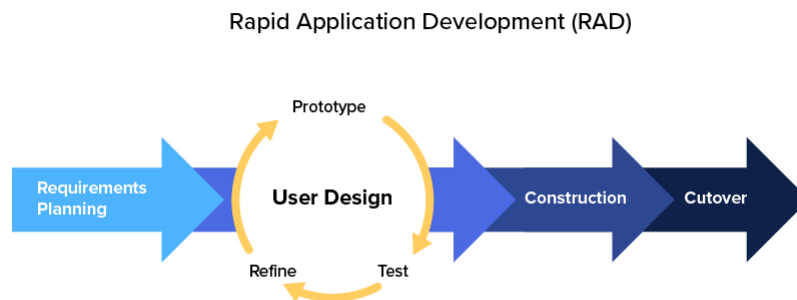 Rapid Application Development (RAD)
Prototype
Requirements
Planning
User Design
Construction
Cutover
Refine
Test